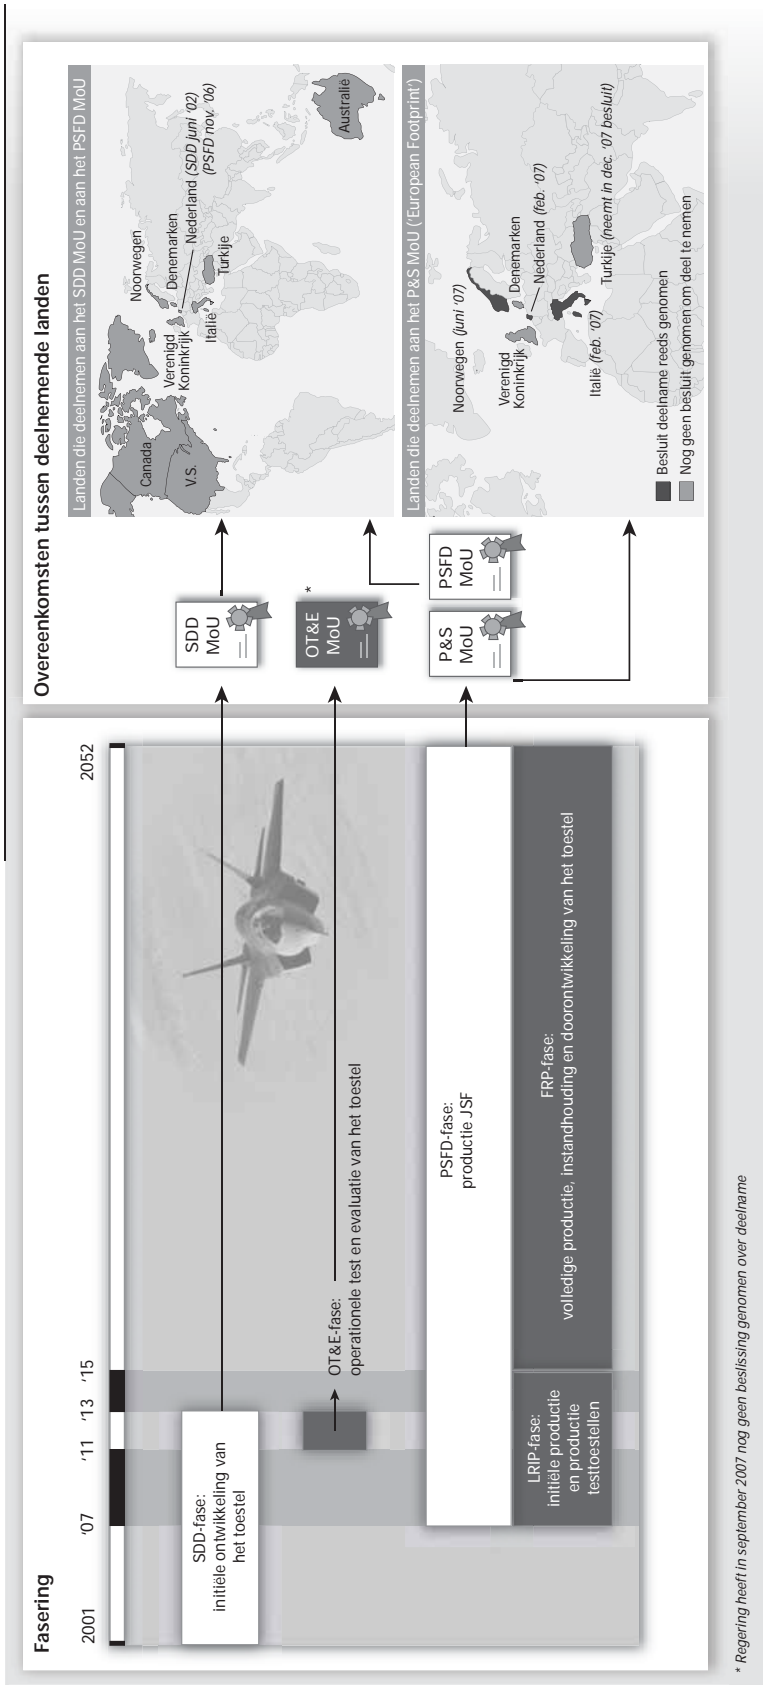 Fasering
2001
'07
'11
'13
'15
2052
SDD-fase:
initiële ontwikkeling van
het toestel
OT&E-fase:
operationele test en evaluatie van het toestel
PSFD-fase:
productie JSF
LRIP-fase:
initiële productie
en productie
testtoestellen
FRP-fase:
volledige productie, instandhouding en doorontwikkeling van het toestel
Overeenkomsten tussen deelnemende landen
SDD
MoU
OT&E
MoU
*
P&S
MoU
PSFD
MoU
Landen die deelnemen aan het SDD MoU en aan het PSFD MoU
Canada
V.S.
Noorwegen
Denemarken
Nederland (SDD juni '02)
(PSFD nov. '06)
Verenigd
Koninkrijk
Italië
Turkije
Australië
Landen die deelnemen aan het P&S MoU ('European Footprint')
Noorwegen (juni '07)
Denemarken
Nederland (feb. '07)
Verenigd
Koninkrijk
Italië (feb. '07)
Turkije (neemt in dec. '07 besluit)
Besluit deelname reeds genomen
Nog geen besluit genomen om deel te nemen
* Regering heeft in september 2007 nog geen beslissing genomen over deelname